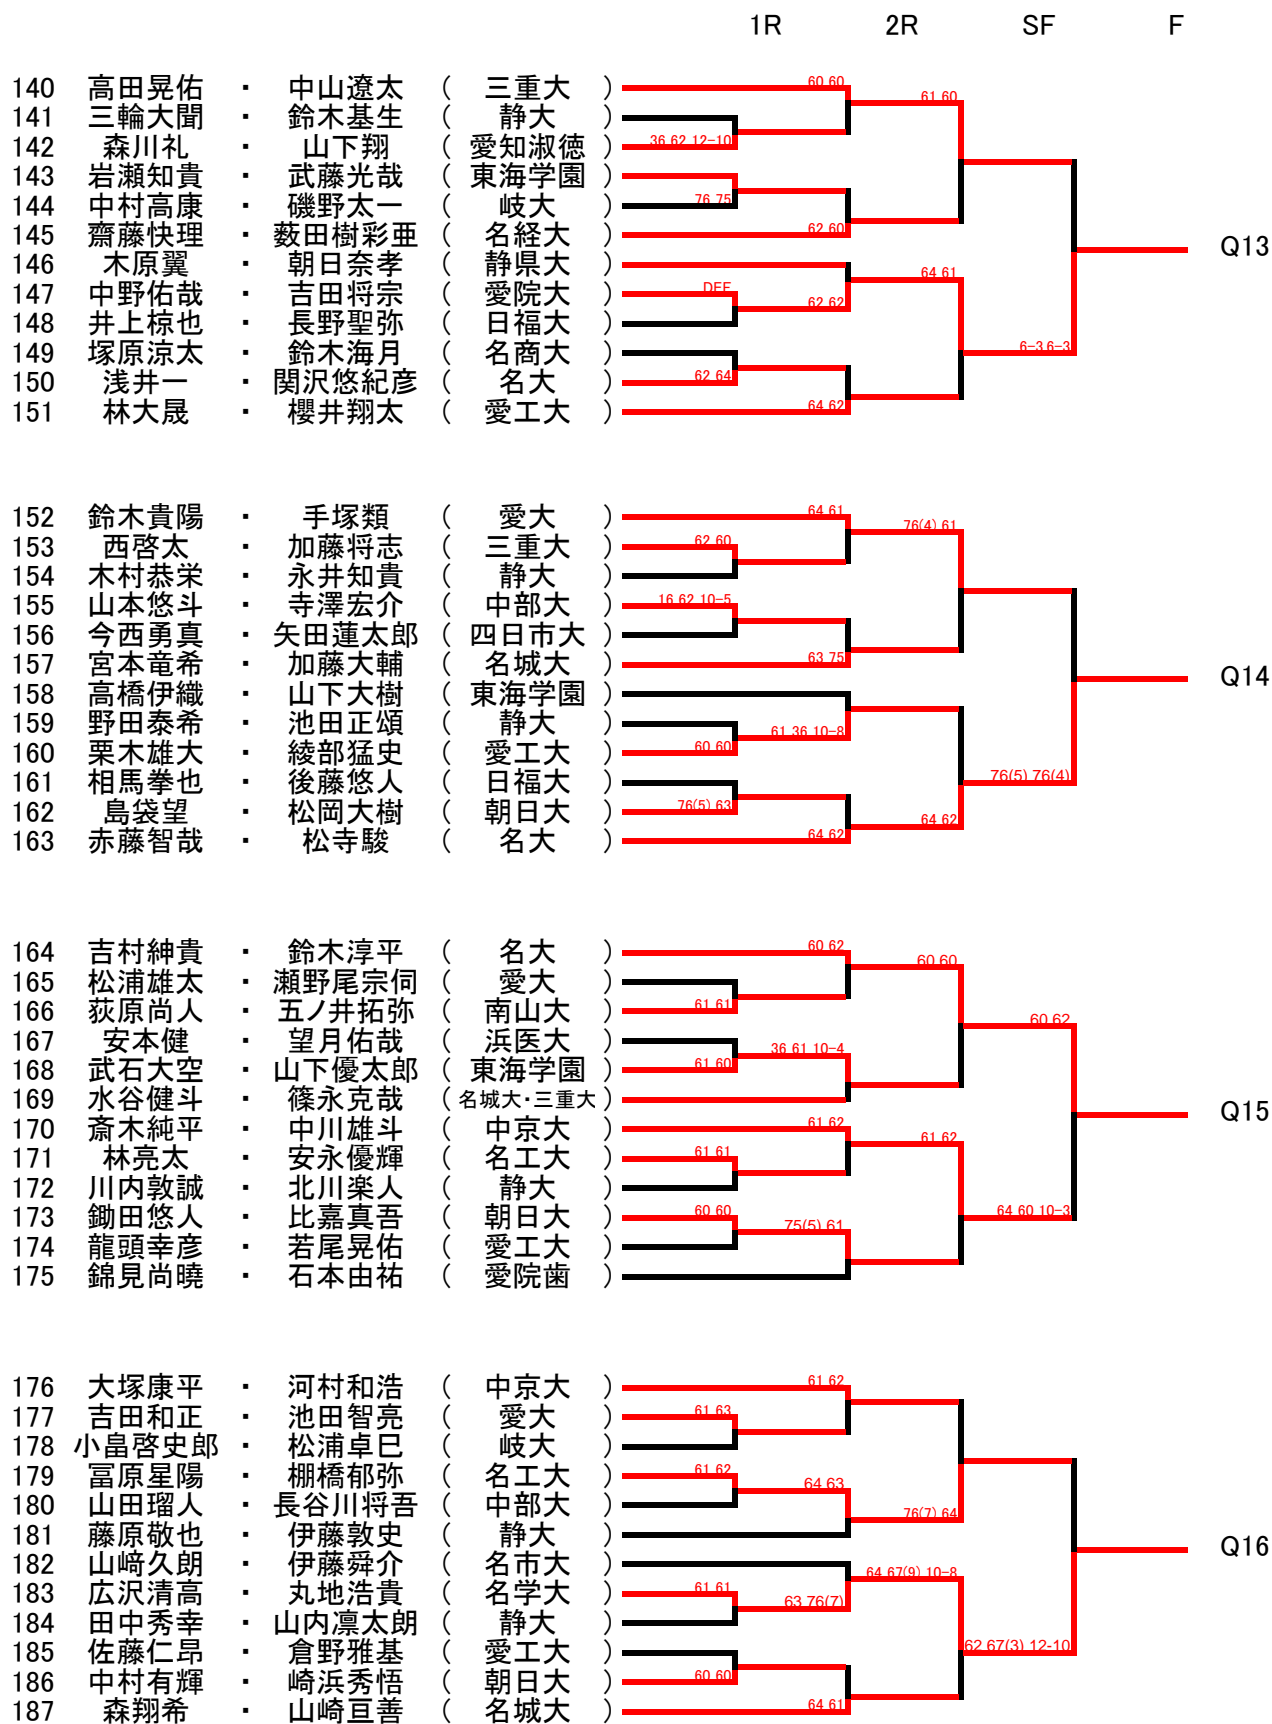 1R 2R SF F
140 高田晃佑 ・ 中山遼太 ( 三重大 ) 60 60
61 60
141 三輪大聞 ・ 鈴木基生 ( 静大 )
142 森川礼 ・ 山下翔 ( 愛知淑徳 ) 36 62 12-10
143 岩瀬知貴 ・ 武藤光哉 ( 東海学園 )
144 中村高康 ・ 磯野太一 ( 岐大 ) 76 75
145 齋藤快理 ・ 薮田樹彩亜 ( 名経大 ) 62 60
Q13
146 木原翼 ・ 朝日奈孝 ( 静県大 )
64 61
147 中野佑哉 ・ 吉田将宗 ( 愛院大 ) DEF
62 62
148 井上椋也 ・ 長野聖弥 ( 日福大 )
149 塚原涼太 ・ 鈴木海月 ( 名商大 ) 6-3 6-3
150 浅井一 ・ 関沢悠紀彦 ( 名大 ) 62 64
151 林大晟 ・ 櫻井翔太 ( 愛工大 ) 64 62
152 鈴木貴陽 ・ 手塚類 ( 愛大 ) 64 61
76(4) 61
153 西啓太 ・ 加藤将志 ( 三重大 ) 62 60
154 木村恭栄 ・ 永井知貴 ( 静大 )
155 山本悠斗 ・ 寺澤宏介 ( 中部大 ) 16 62 10-5
156 今西勇真 ・ 矢田蓮太郎 ( 四日市大 )
157 宮本竜希 ・ 加藤大輔 ( 名城大 ) 63 75
Q14
158 高橋伊織 ・ 山下大樹 ( 東海学園 )
159 野田泰希 ・ 池田正頌 ( 静大 )
61 36 10-8
160 栗木雄大 ・ 綾部猛史 ( 愛工大 ) 60 60
161 相馬拳也 ・ 後藤悠人 ( 日福大 ) 76(5) 76(4)
162 島袋望 ・ 松岡大樹 ( 朝日大 ) 76(5) 63
64 62
163 赤藤智哉 ・ 松寺駿 ( 名大 ) 64 62
164 吉村紳貴 ・ 鈴木淳平 ( 名大 ) 60 62
60 60
165 松浦雄太 ・ 瀬野尾宗伺 ( 愛大 )
166 荻原尚人 ・ 五ノ井拓弥 ( 南山大 ) 61 61
60 62
167 安本健 ・ 望月佑哉 ( 浜医大 )
36 61 10-4
168 武石大空 ・ 山下優太郎 ( 東海学園 ) 61 60
169 水谷健斗 ・ 篠永克哉 ( 名城大・三重大 )
Q15
170 斎木純平 ・ 中川雄斗 ( 中京大 ) 61 62
61 62
171 林亮太 ・ 安永優輝 ( 名工大 ) 61 61
172 川内敦誠 ・ 北川楽人 ( 静大 )
173 鋤田悠人 ・ 比嘉真吾 ( 朝日大 ) 60 60
64 60 10-3
75(5) 61
174 龍頭幸彦 ・ 若尾晃佑 ( 愛工大 )
175 錦見尚曉 ・ 石本由祐 ( 愛院歯 )
176 大塚康平 ・ 河村和浩 ( 中京大 ) 61 62
177 吉田和正 ・ 池田智亮 ( 愛大 ) 61 63
178 小畠啓史郎 ・ 松浦卓巳 ( 岐大 )
179 冨原星陽 ・ 棚橋郁弥 ( 名工大 ) 61 62
64 63
180 山田瑠人 ・ 長谷川将吾 ( 中部大 )
76(7) 64
181 藤原敬也 ・ 伊藤敦史 ( 静大 )
Q16
182 山﨑久朗 ・ 伊藤舜介 ( 名市大 )
64 67(9) 10-8
183 広沢清高 ・ 丸地浩貴 ( 名学大 ) 61 61
63 76(7)
184 田中秀幸 ・ 山内凛太朗 ( 静大 )
185 佐藤仁昂 ・ 倉野雅基 ( 愛工大 ) 62 67(3) 12-10
186 中村有輝 ・ 崎浜秀悟 ( 朝日大 ) 60 60
187 森翔希 ・ 山崎亘善 ( 名城大 ) 64 61